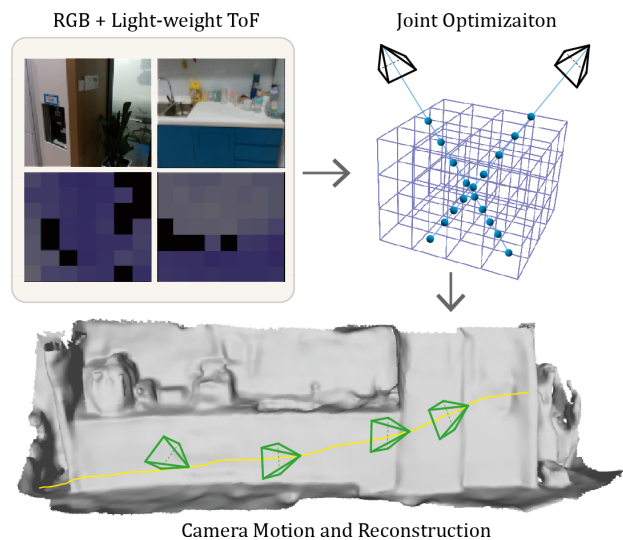 RGB + Light-weight ToF
Joint Optimizaiton
Camera Motion and Reconstruction